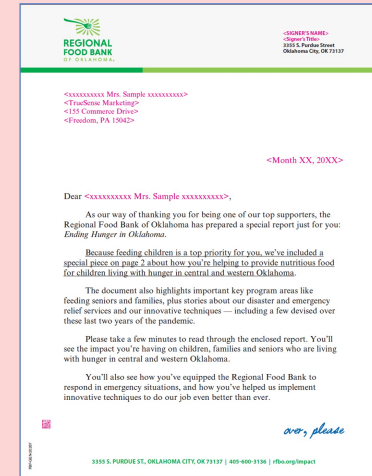 REGIONAL
FOOD BANK
OF OKLAHOMA
<SIGNER'S NAME>
<Signer's Title>
3355 S. Purdue Street
Oklahoma City, OK 73137
<xxxxxxxxxx Mrs. Sample xxxxxxxxxx>
<TrueSense Marketing>
<155 Commerce Drive>
<Freedom, PA 15042>
<Month XX, 20XX>
Dear <xxxxxxxxxx Mrs. Sample xxxxxxxxxx>,
As our way of thanking you for being one of our top supporters, the
Regional Food Bank of Oklahoma has prepared a special report just for you:
Ending Hunger in Oklahoma.
Because feeding children is a top priority for you, we've included a
special piece on page 2 about how you're helping to provide nutritious food
for children living with hunger in central and western Oklahoma.
The document also highlights important key program areas like
feeding seniors and families, plus stories about our disaster and emergency
relief services and our innovative techniques — including a few devised over
these last two years of the pandemic.
Please take a few minutes to read through the enclosed report. You'll
see the impact you're having on children, families and seniors who are living
with hunger in central and western Oklahoma.
You'll also see how you've equipped the Regional Food Bank to
respond in emergency situations, and how you've helped us implement
innovative techniques to do our job even better than ever.
over, please
3355 S. PURDUE ST., OKLAHOMA CITY, OK 73137 | 405-600-3136 | rfbo.org/impact